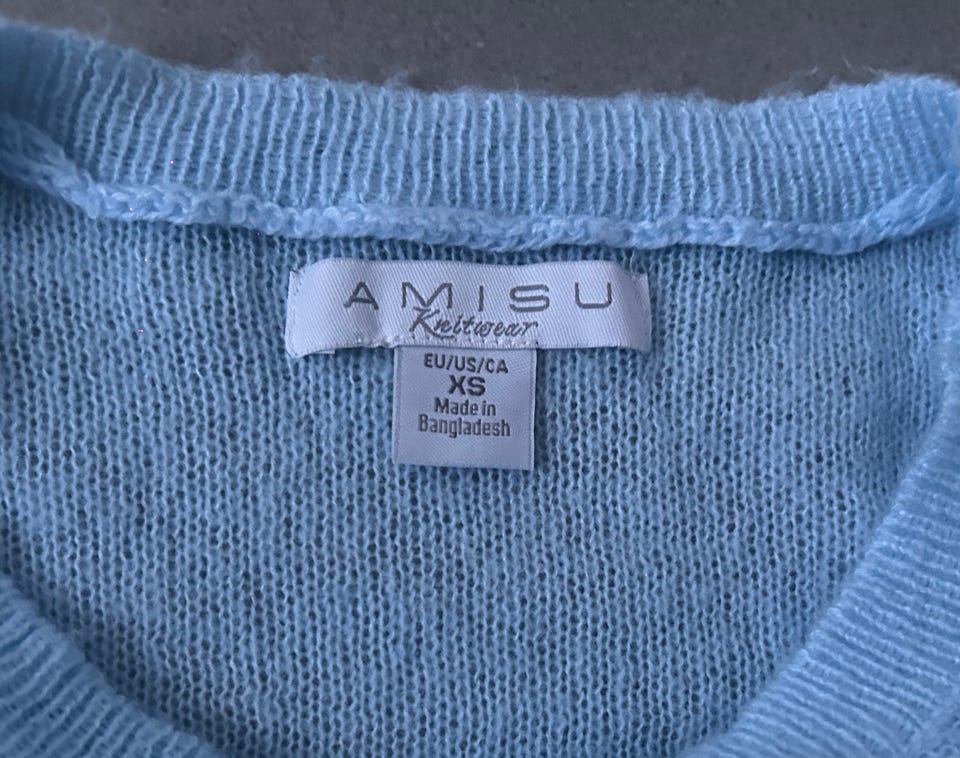 AMISU
Knitwear
EU/US/CA
XS
Made in
Bangladesh